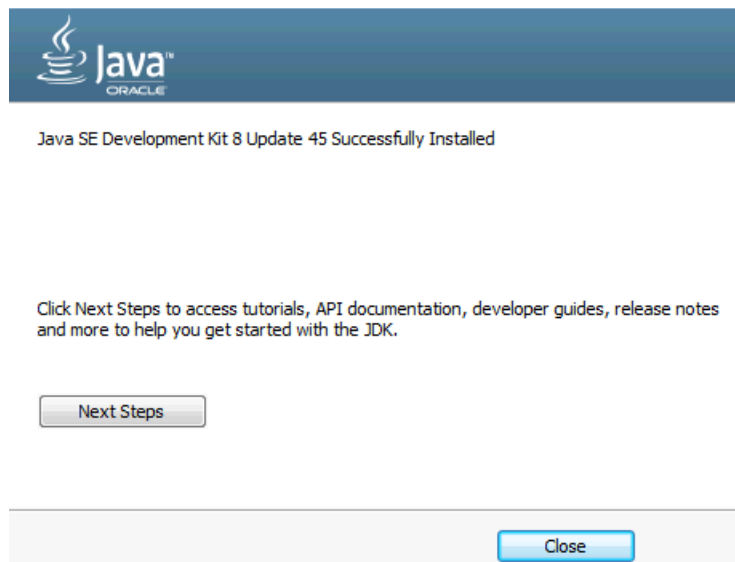 Java™
ORACLE
Java SE Development Kit 8 Update 45 Successfully Installed
Click Next Steps to access tutorials, API documentation, developer guides, release notes
and more to help you get started with the JDK.
Next Steps
Close